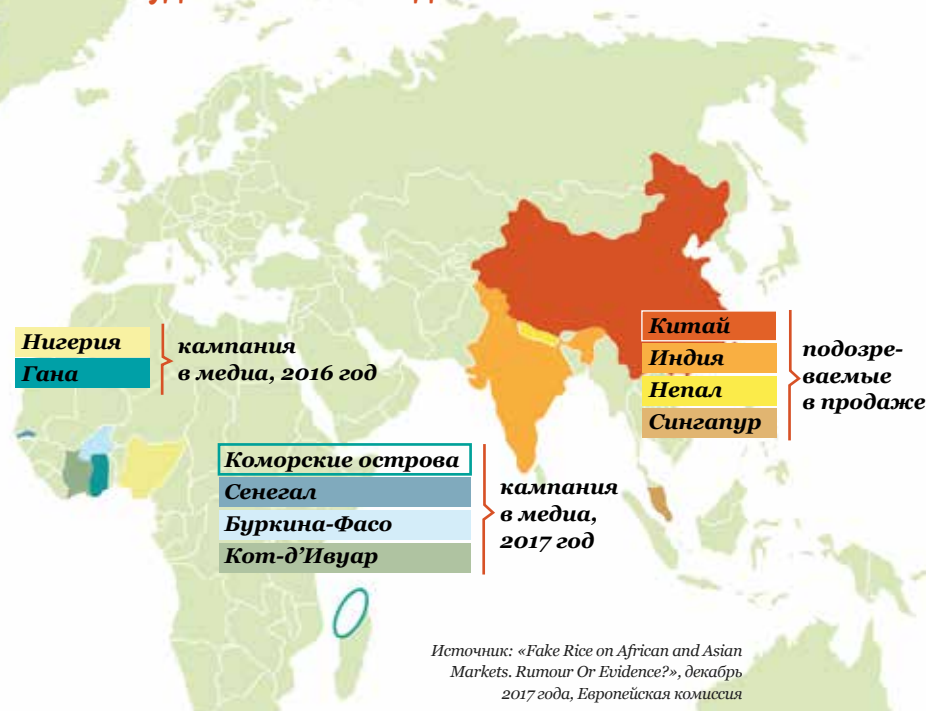 Нигерия
Гана
кампания
в медиа, 2016 год
Китай
Индия
Непал
Сингапур
подозре-
ваемые
в продаже
Коморские острова
Сенегал
Буркина-Фасо
Кот-д’Ивуар
кампания
в медиа,
2017 год
Источник: «Fake Rice on African and Asian
Markets. Rumour Or Evidence?», декабрь
2017 года, Европейская комиссия